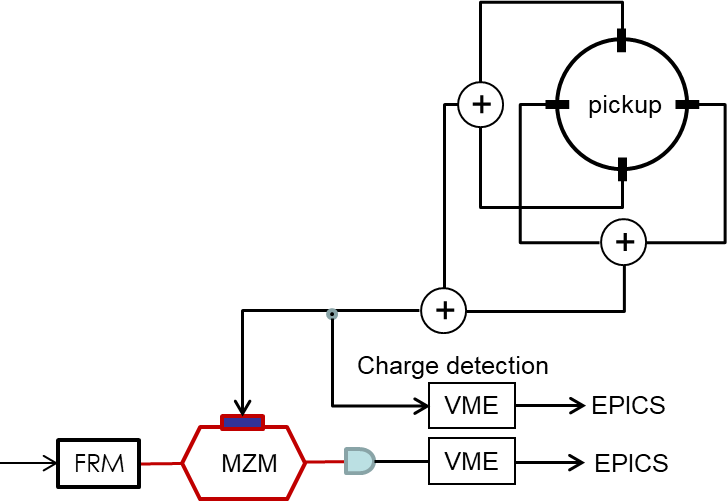 pickup
+
+
+
Charge detection
VME
EPICS
FRM
MZM
VME
EPICS